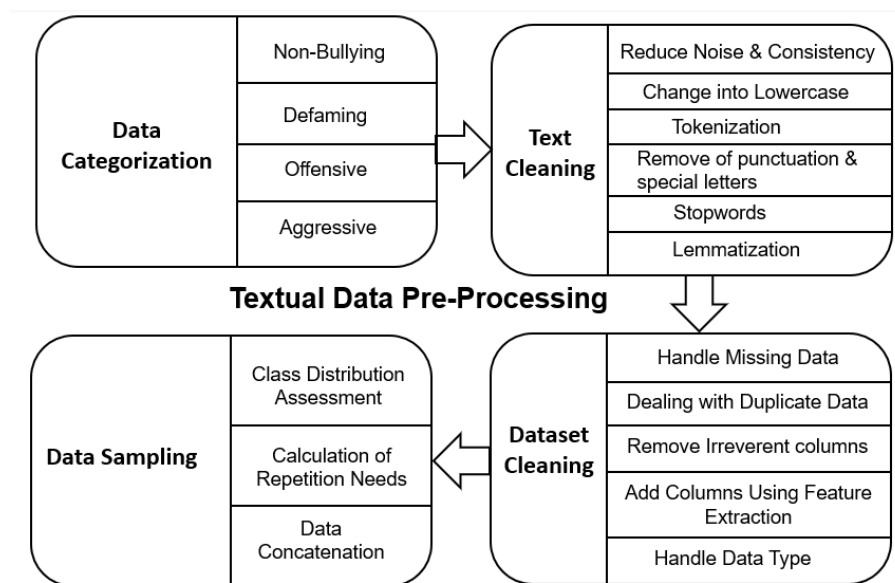 Data
Categorization
Non-Bullying
Defaming
Offensive
Aggressive
Text
Cleaning
Reduce Noise & Consistency
Change into Lowercase
Tokenization
Remove of punctuation &
special letters
Stopwords
Lemmatization
Textual Data Pre-Processing
Data Sampling
Class Distribution
Assessment
Calculation of
Repetition Needs
Data
Concatenation
Dataset
Cleaning
Handle Missing Data
Dealing with Duplicate Data
Remove Irreverent columns
Add Columns Using Feature
Extraction
Handle Data Type